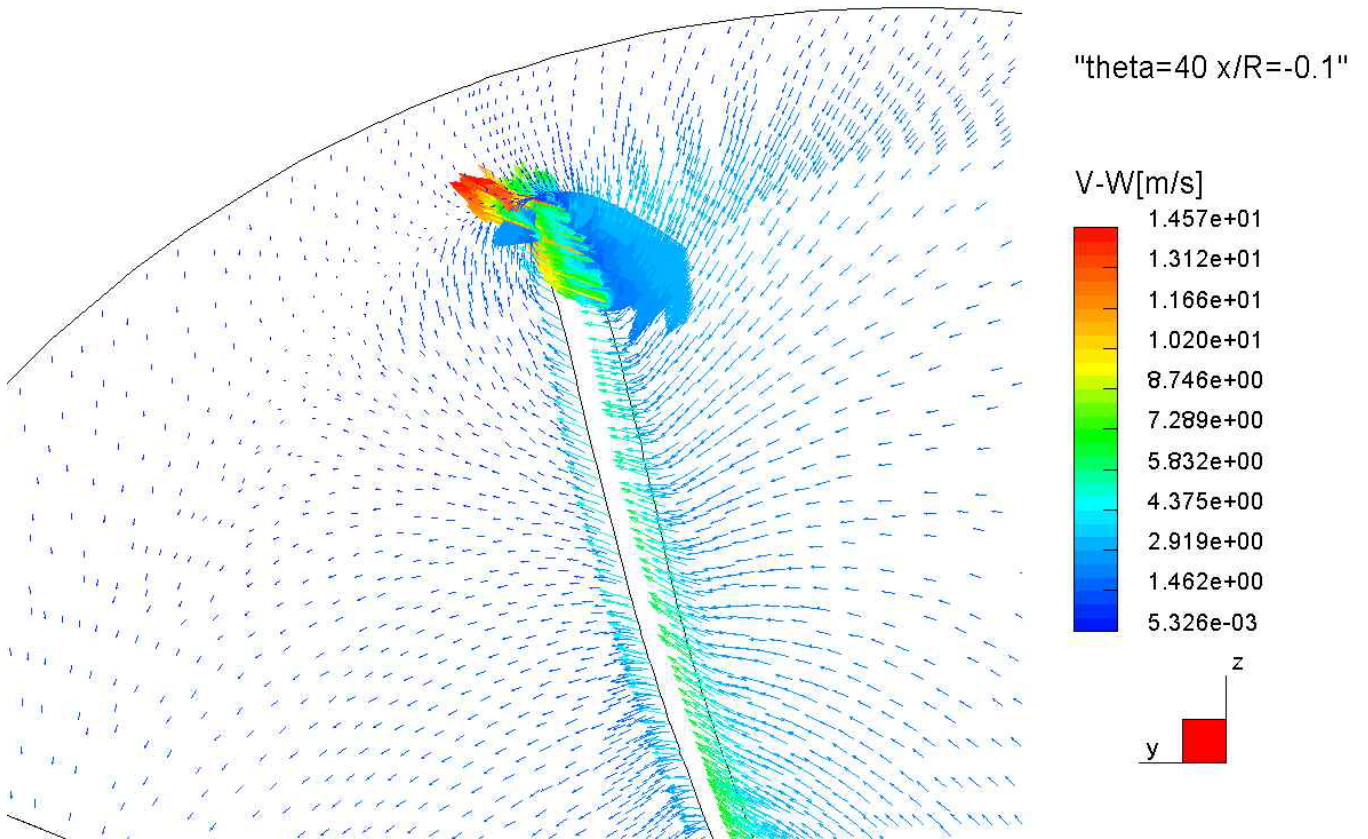 "theta=40 x/R=-0.1"
V-W[m/s]
1.457e+01
1.312e+01
1.166e+01
1.020e+01
8.746e+00
7.289e+00
5.832e+00
4.375e+00
2.919e+00
1.462e+00
5.326e-03
z
y